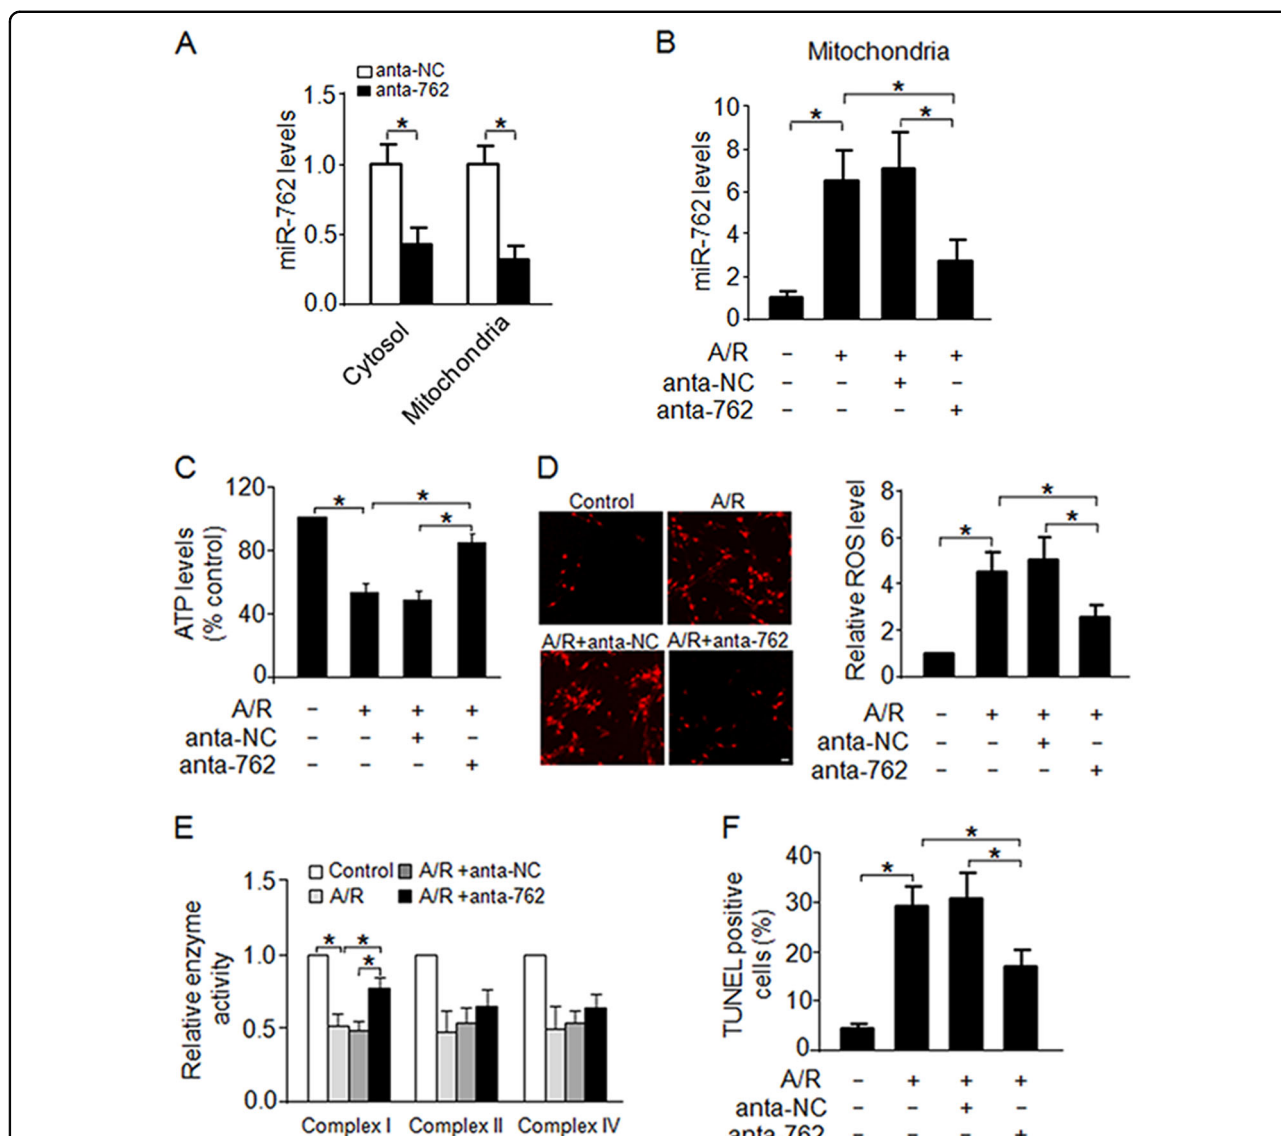 A
anta-NC
anta-762
miR-762 levels
1.5
1.0
0.5
0.0
* *
Cytosol
Mitochondria
B
Mitochondria
miR-762 levels
10
8
6
4
2
0
* * *
A/R − + + +
anta-NC − − + −
anta-762 − − − +
C
ATP levels
(% control)
120
80
40
0
* * *
A/R − + + +
anta-NC − − + −
anta-762 − − − +
D
Control A/R
A/R+anta-NC A/R+anta-762
Relative ROS level
8
6
4
2
0
* * *
A/R − + + +
anta-NC − − + −
anta-762 − − − +
E
Control A/R +anta-NC
A/R A/R +anta-762
Relative enzyme
activity
1.5
1.0
0.5
0.0
* * *
Complex I Complex II Complex IV
F
TUNEL positive
cells (%)
40
30
20
10
0
* * *
A/R − + + +
anta-NC − − + −
anta-762 − − − +